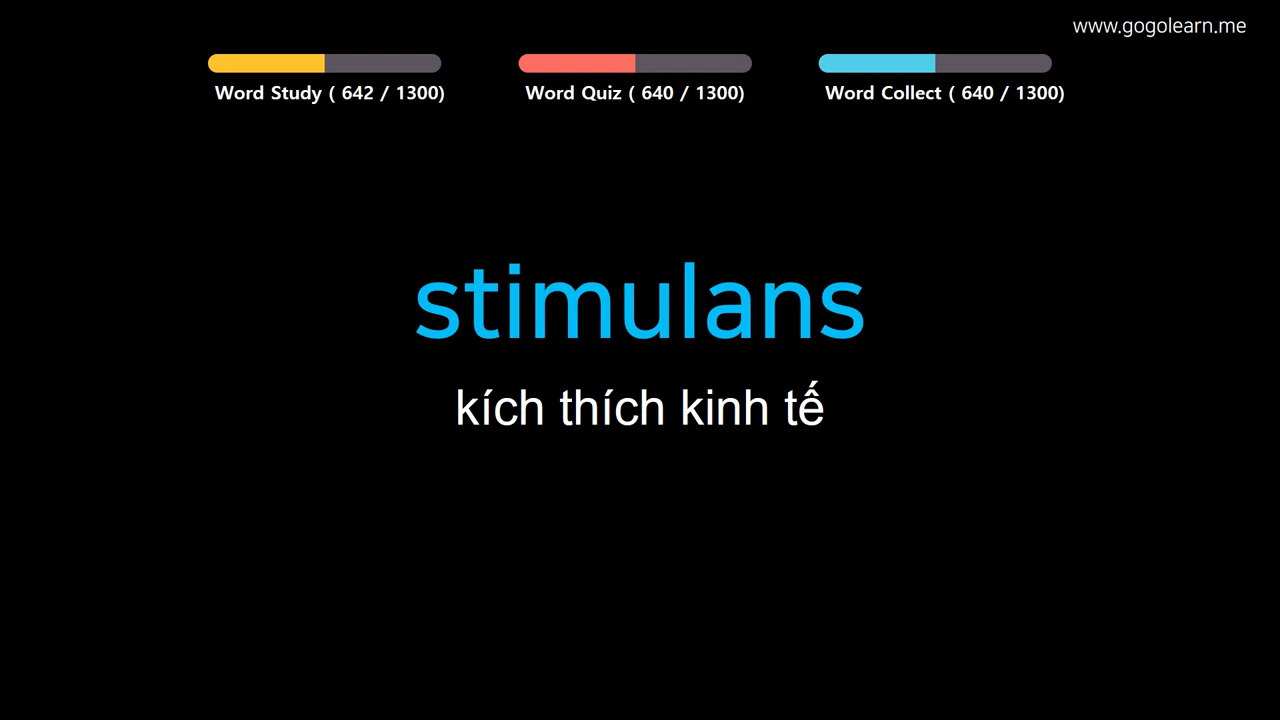 www.gogolearn.me
Word Study ( 642 / 1300)
Word Quiz ( 640 / 1300)
Word Collect ( 640 / 1300)
stimulans
kích thích kinh tế